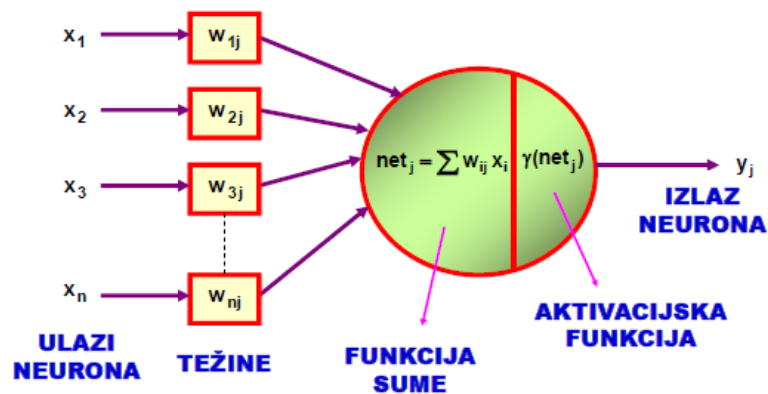 x₁ w₁ⱼ
x₂ w₂ⱼ
x₃ w₃ⱼ
net ⱼ = ∑ wᵢⱼ xᵢ γ(netⱼ) yⱼ
IZLAZ
NEURONA
xₙ wₙⱼ
ULAZI
NEURONA
TEŽINE
FUNKCIJA
SUME
AKTIVACIJSKA
FUNKCIJA